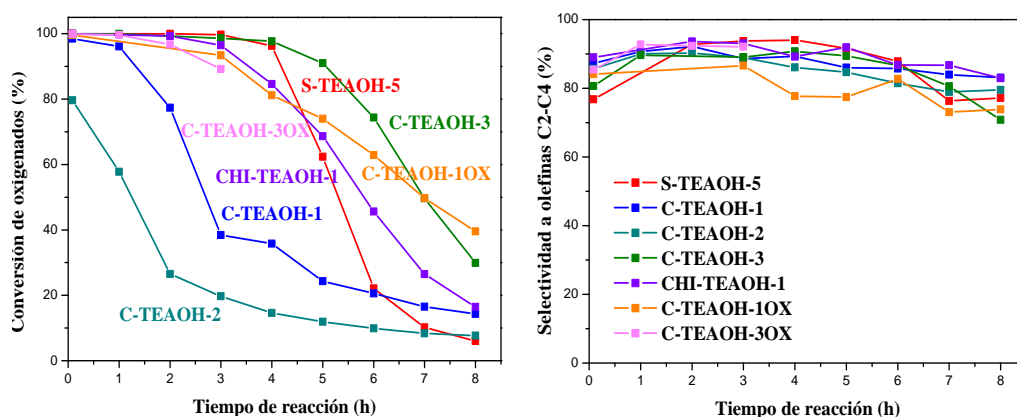 Conversión de oxigenados (%)
100
80
60
40
20
0
S-TEAOH-5
C-TEAOH-3
C-TEAOH-3OX
C-TEAOH-1OX
CHI-TEAOH-1
C-TEAOH-1
C-TEAOH-2
0 1 2 3 4 5 6 7 8
Tiempo de reacción (h)
Selectividad a olefinas C2-C4 (%)
100
80
60
40
20
0
S-TEAOH-5
C-TEAOH-1
C-TEAOH-2
C-TEAOH-3
CHI-TEAOH-1
C-TEAOH-1OX
C-TEAOH-3OX
0 1 2 3 4 5 6 7 8
Tiempo de reacción (h)